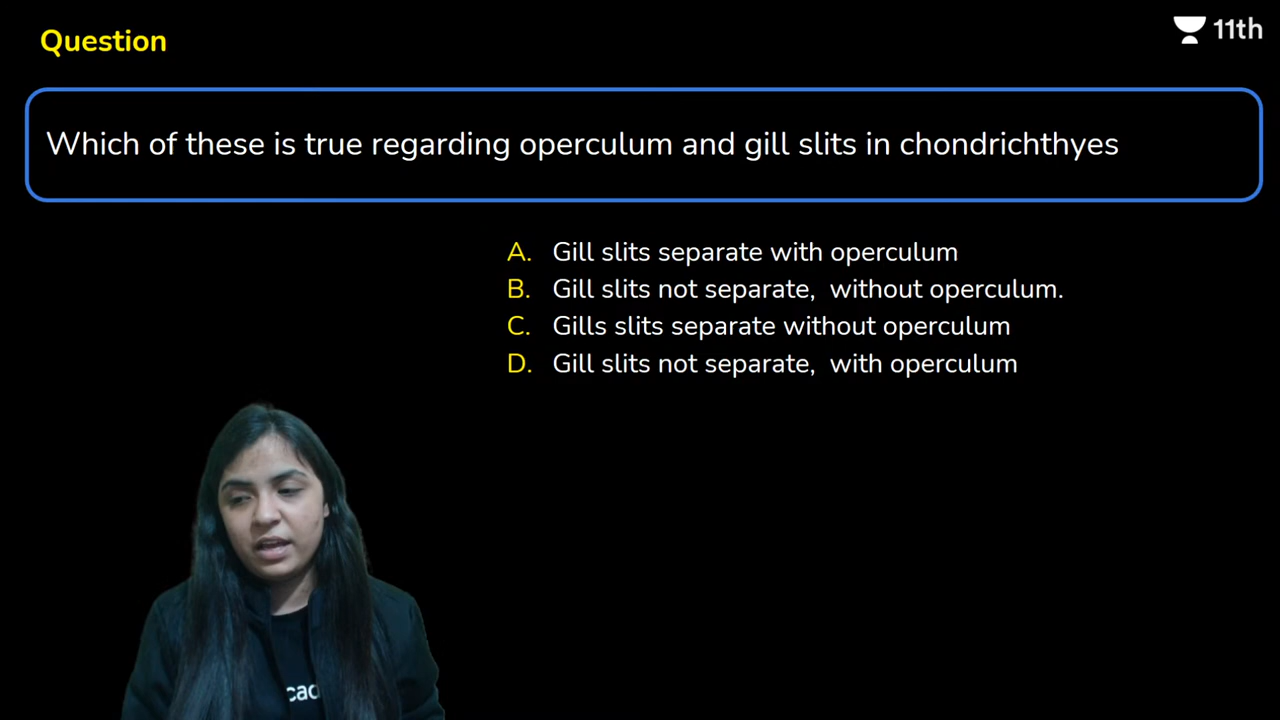 Question
11th
Which of these is true regarding operculum and gill slits in chondrichthyes
A. Gill slits separate with operculum
B. Gill slits not separate,  without operculum.
C. Gills slits separate without operculum
D. Gill slits not separate,  with operculum
cad